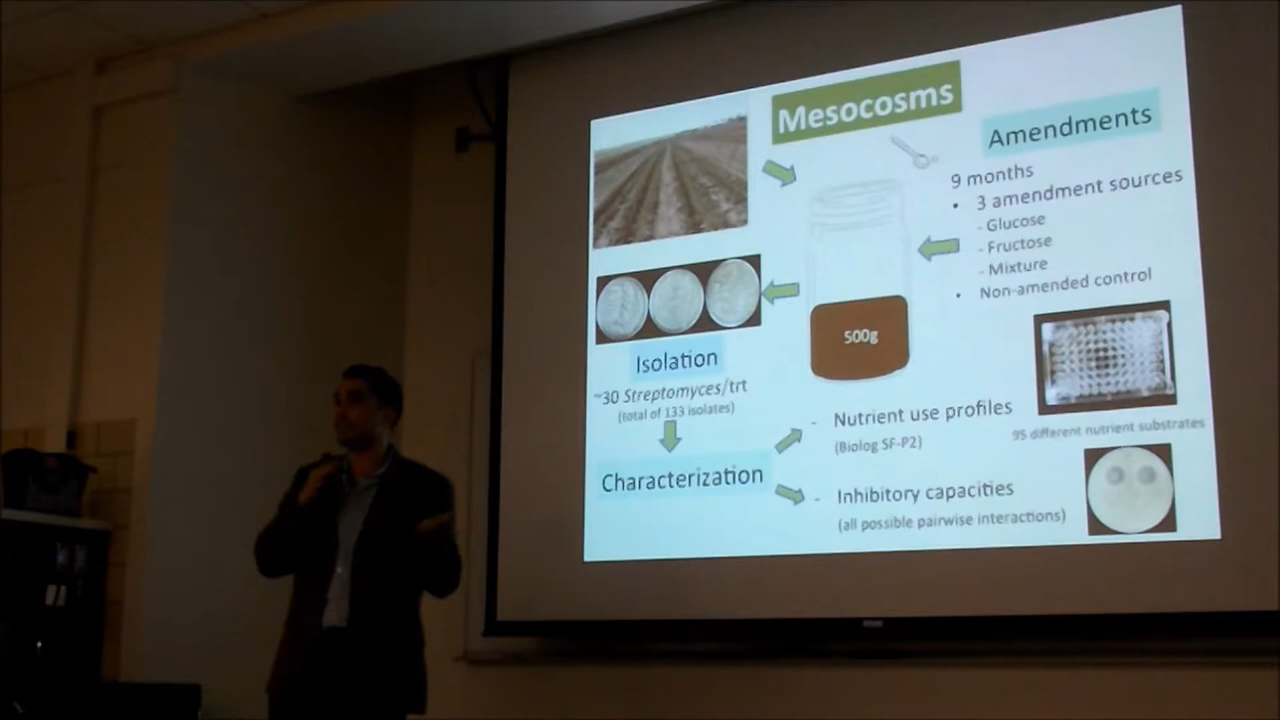 Mesocosms
Amendments
9 months
• 3 amendment sources
- Glucose
- Fructose
- Mixture
• Non-amended control
500g
Isolation
~30 Streptomyces/trt
(total of 133 isolates)
Characterization
- Nutrient use profiles
(Biolog SF-P2)
95 different nutrient substrates
- Inhibitory capacities
(all possible pairwise interactions)